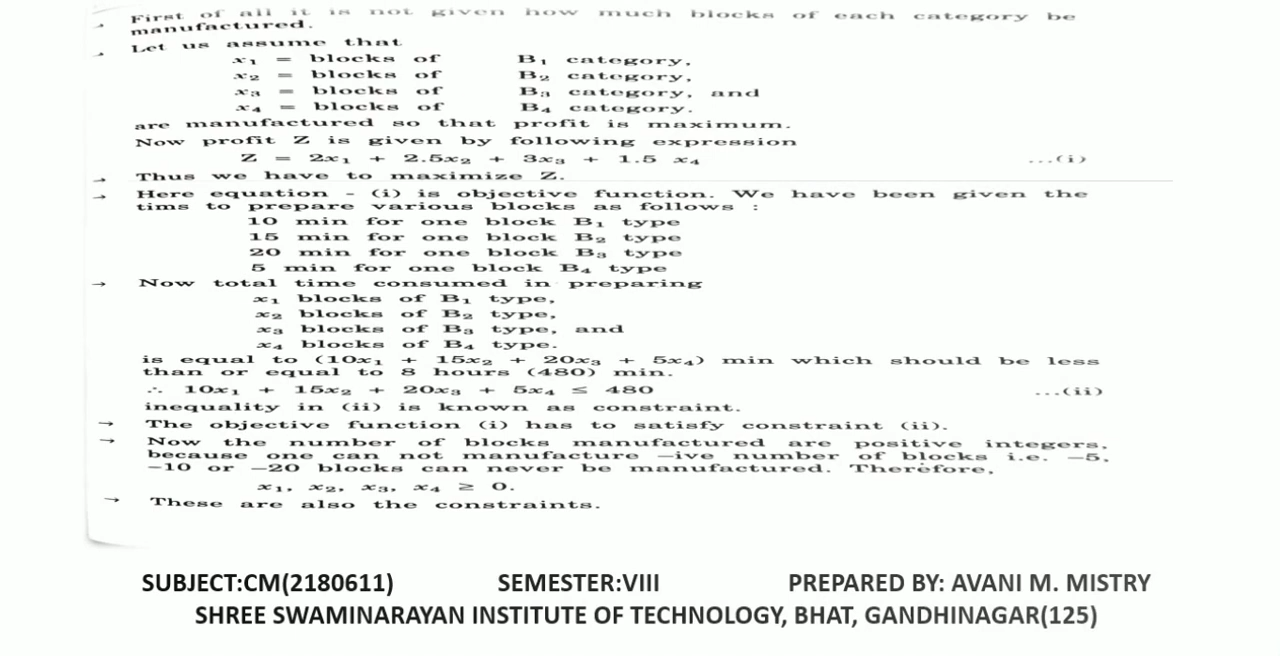 → First of all it is not given how much blocks of each category be
manufactured.
→ Let us assume that
x₁ = blocks of B₁ category,
x₂ = blocks of B₂ category,
x₃ = blocks of B₃ category, and
x₄ = blocks of B₄ category.
are manufactured so that profit is maximum.
Now profit Z is given by following expression
Z = 2x₁ + 2.5x₂ + 3x₃ + 1.5 x₄ ...(i)
→ Thus we have to maximize Z.
→ Here equation - (i) is objective function. We have been given the
tims to prepare various blocks as follows :
10 min for one block B₁ type
15 min for one block B₂ type
20 min for one block B₃ type
5 min for one block B₄ type
→ Now total time consumed in preparing
x₁ blocks of B₁ type,
x₂ blocks of B₂ type,
x₃ blocks of B₃ type, and
x₄ blocks of B₄ type.
is equal to (10x₁ + 15x₂ + 20x₃ + 5x₄) min which should be less
than or equal to 8 hours (480) min.
∴ 10x₁ + 15x₂ + 20x₃ + 5x₄ ≤ 480 ...(ii)
inequality in (ii) is known as constraint.
→ The objective function (i) has to satisfy constraint (ii).
→ Now the number of blocks manufactured are positive integers,
because one can not manufacture –ive number of blocks i.e. –5,
–10 or –20 blocks can never be manufactured. Therefore,
x₁, x₂, x₃, x₄ ≥ 0.
→ These are also the constraints.
SUBJECT:CM(2180611) SEMESTER:VIII PREPARED BY: AVANI M. MISTRY
SHREE SWAMINARAYAN INSTITUTE OF TECHNOLOGY, BHAT, GANDHINAGAR(125)